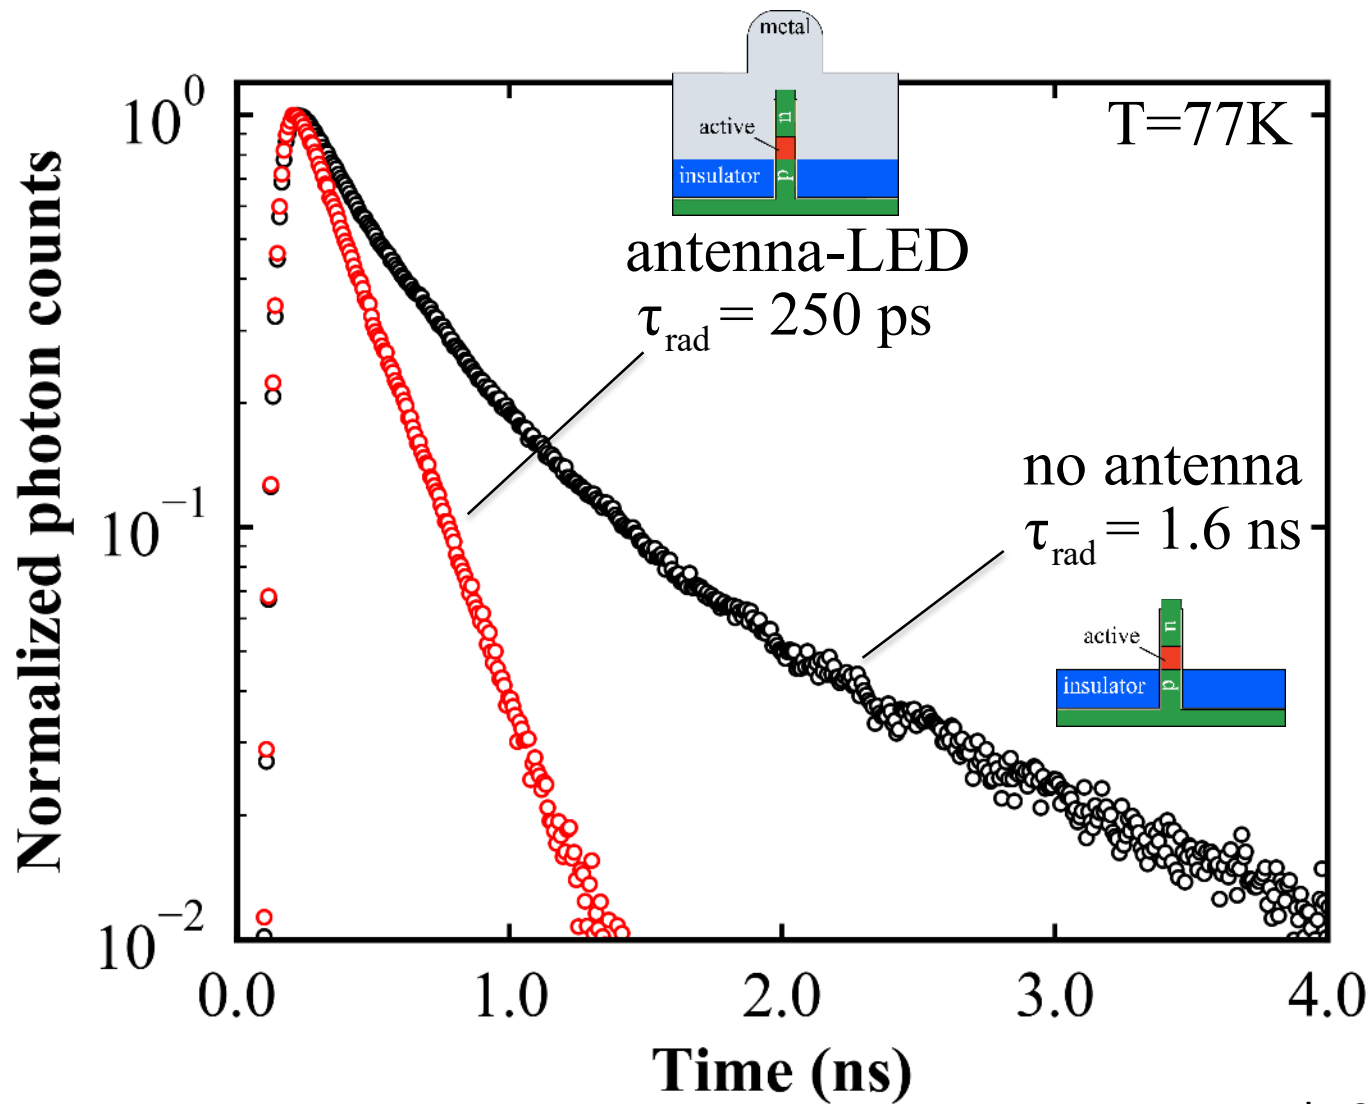 metal
n
active
insulator
p
T=77K
antenna-LED
τrad = 250 ps
no antenna
τrad = 1.6 ns
n
active
insulator
p
Normalized photon counts
10^0
10^−1
10^−2
0.0 1.0 2.0 3.0 4.0
Time (ns)